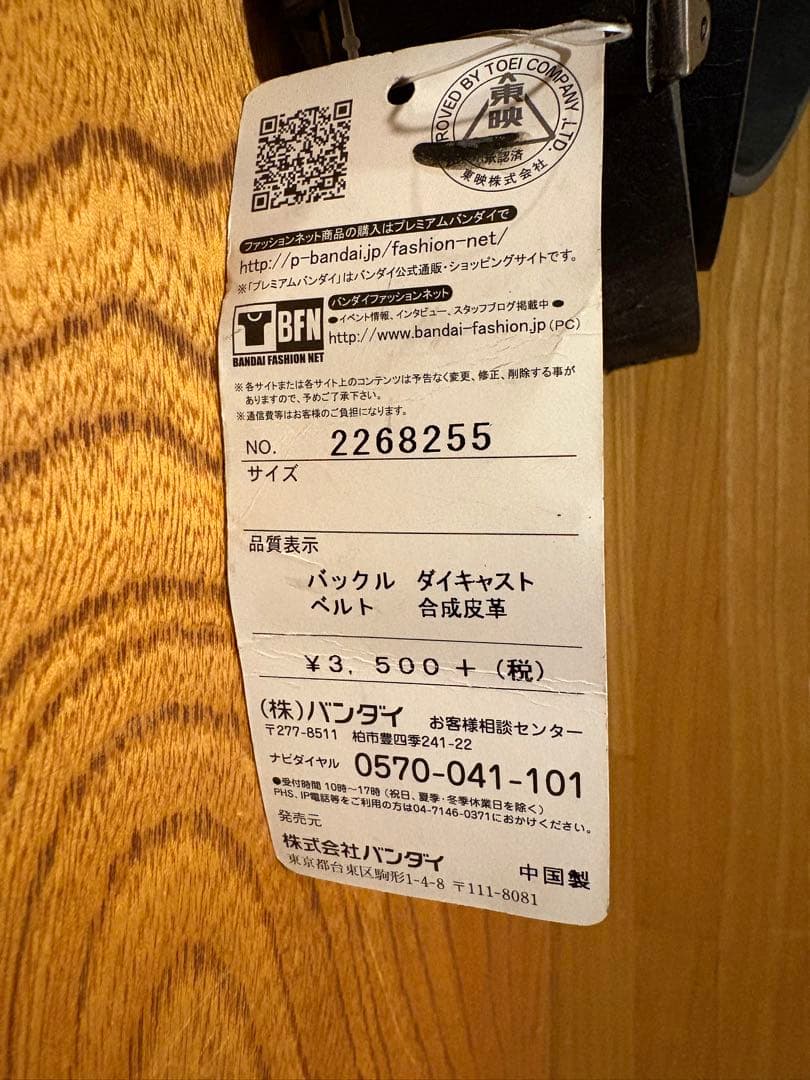 ROVED BY TOEI COMPANY, LTD
東映
承認済
東映株式会社
ファッションネット商品の購入はプレミアムバンダイで
http://p-bandai.jp/fashion-net/
※「プレミアムバンダイ」はバンダイ公式通販・ショッピングサイトです。
BFN
BANDAI FASHION NET
バンダイファッションネット
●イベント情報、インタビュー、スタッフブログ掲載中●
http://www.bandai-fashion.jp(PC)
※各サイトまたは各サイト上のコンテンツは予告なく変更、修正、削除する事が
ありますので、予めご了承下さい。
※通信費等はお客様のご負担になります。
NO. 2268255
サイズ
品質表示
バックル ダイキャスト
ベルト 合成皮革
¥3,500+(税)
(株)バンダイ お客様相談センター
〒277-8511 柏市豊四季241-22
ナビダイヤル 0570-041-101
●受付時間 10時〜17時(祝日、夏季・冬季休業日を除く)
PHS、IP電話等をご利用の方は04-7146-0371におかけください。
発売元
株式会社バンダイ
東京都台東区駒形1-4-8 〒111-8081
中国製